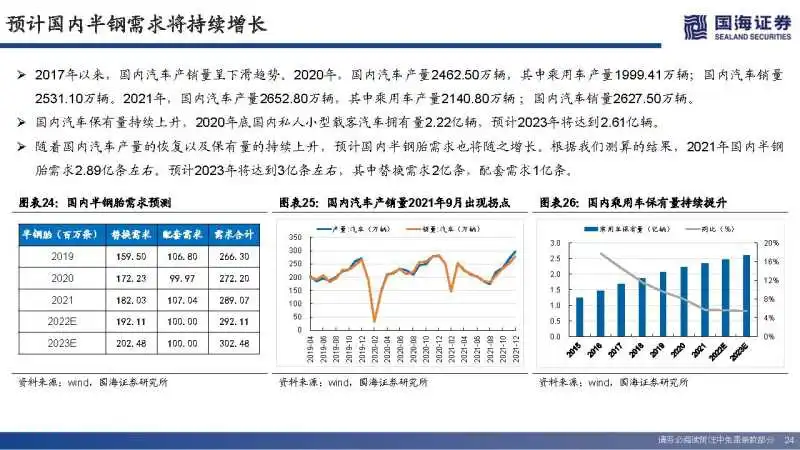 预计国内半钢需求将持续增长
国海证券
SEALAND SECURITIES
➢ 2017年以来，国内汽车产销量呈下滑趋势。2020年，国内汽车产量2462.50万辆，其中乘用车产量1999.41万辆；国内汽车销量
2531.10万辆。2021年，国内汽车产量2652.80万辆，其中乘用车产量2140.80万辆；国内汽车销量2627.50万辆。
➢ 国内汽车保有量持续上升，2020年底国内私人小型载客汽车拥有量2.22亿辆，预计2023年将达到2.61亿辆。
➢ 随着国内汽车产量的恢复以及保有量的持续上升，预计国内半钢胎需求也将随之增长。根据我们测算的结果，2021年国内半钢
胎需求2.89亿条左右。预计2023年将达到3亿条左右，其中替换需求2亿条，配套需求1亿条。
图表24：国内半钢胎需求预测
半钢胎（百万条） 替换需求 配套需求 需求合计
2019 159.50 106.80 266.30
2020 172.23 99.97 272.20
2021 182.03 107.04 289.07
2022E 192.11 100.00 292.11
2023E 202.48 100.00 302.48
资料来源：wind，国海证券研究所
图表25：国内汽车产销量2021年9月出现拐点
产量:汽车（万辆） 销量:汽车（万辆）
350
300
250
200
150
100
50
0
2019-04 2019-06 2019-08 2019-10 2019-12 2020-02 2020-04 2020-06 2020-08 2020-10 2020-12 2021-02 2021-04 2021-06 2021-08 2021-10 2021-12
资料来源：wind，国海证券研究所
图表26：国内乘用车保有量持续提升
乘用车保有量（亿辆） 同比（%）
3.0 20%
2.5 16%
2.0 12%
1.5 8%
1.0 4%
0.5 0%
0.0
2015 2016 2017 2018 2019 2020 2021 2022E 2023E
资料来源：wind，国海证券研究所
请务必阅读附注中免责条款部分 24